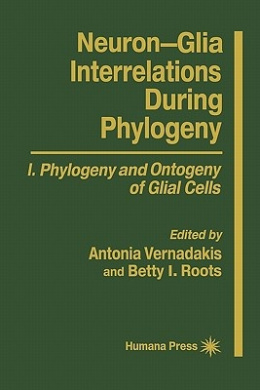 Neuron—Glia
Interrelations
During
Phylogeny
I. Phylogeny and Ontogeny
of Glial Cells
Edited by
Antonia Vernadakis
and Betty I. Roots
Humana Press